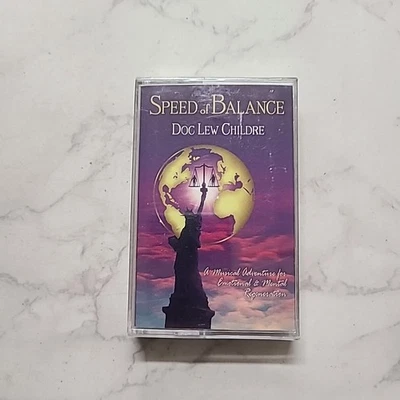 SPEED of BALANCE
DOC LEW CHILDRE
A Musical Adventure for
Emotional & Mental
Regeneration